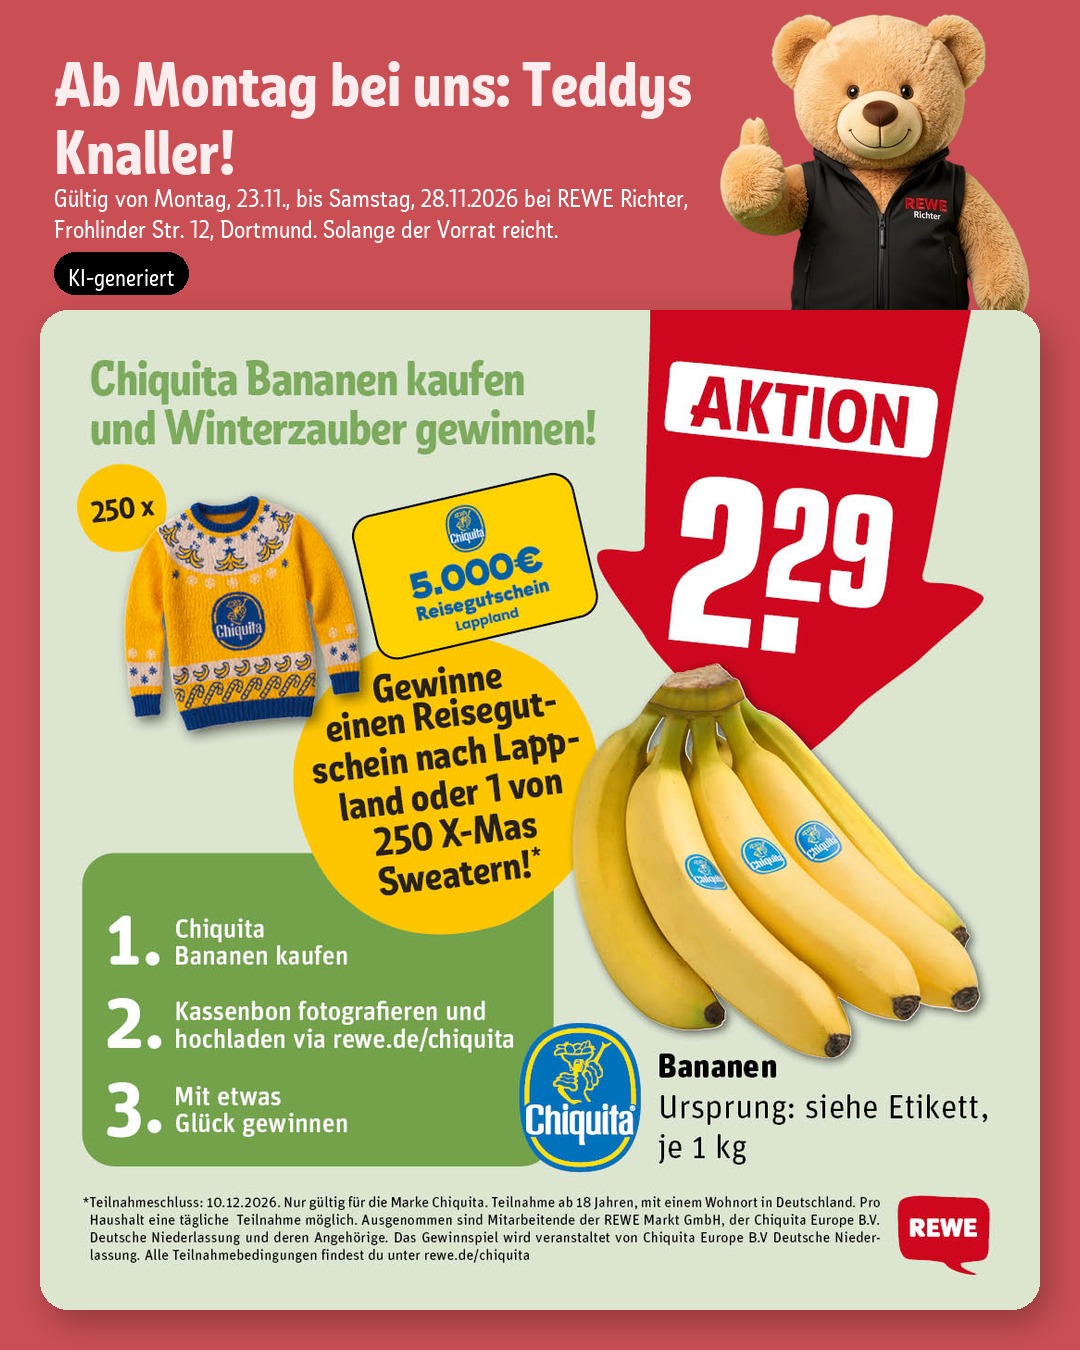 Ab Montag bei uns: Teddys
Knaller!
Gültig von Montag, 23.11., bis Samstag, 28.11.2026 bei REWE Richter,
Frohlinder Str. 12, Dortmund. Solange der Vorrat reicht.
KI-generiert
REWE
Richter
Chiquita Bananen kaufen
und Winterzauber gewinnen!
AKTION
2.29
250 x
Chiquita
Chiquita
5.000€
Reisegutschein
Lappland
Gewinne
einen Reisegut-
schein nach Lapp-
land oder 1 von
250 X-Mas
Sweatern!*
Chiquita
Chiquita
Chiquita
1. Chiquita
Bananen kaufen
2. Kassenbon fotografieren und
hochladen via rewe.de/chiquita
3. Mit etwas
Glück gewinnen
Chiquita®
Bananen
Ursprung: siehe Etikett,
je 1 kg
*Teilnahmeschluss: 10.12.2026. Nur gültig für die Marke Chiquita. Teilnahme ab 18 Jahren, mit einem Wohnort in Deutschland. Pro
Haushalt eine tägliche Teilnahme möglich. Ausgenommen sind Mitarbeitende der REWE Markt GmbH, der Chiquita Europe B.V.
Deutsche Niederlassung und deren Angehörige. Das Gewinnspiel wird veranstaltet von Chiquita Europe B.V Deutsche Nieder-
lassung. Alle Teilnahmebedingungen findest du unter rewe.de/chiquita
REWE